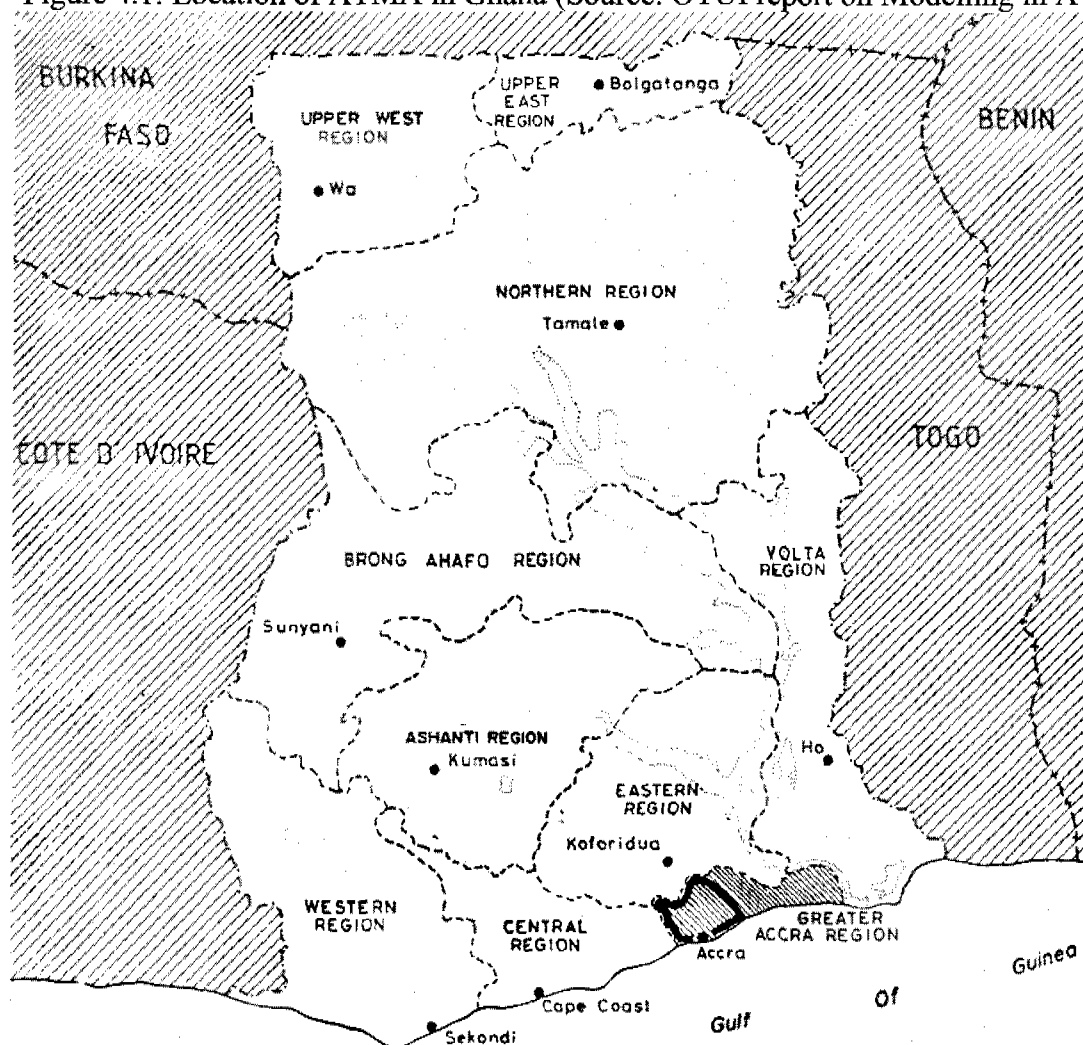 Figure 4.1: Location of ATMA in Ghana (Source: GTS1 report on Modelling in A
BURKINA
FASO
UPPER WEST
REGION
UPPER
EAST
REGION
Bolgatanga
BENIN
Wa
NORTHERN REGION
Tamale
COTE D' IVOIRE
TOGO
BRONG AHAFO REGION
VOLTA
REGION
Sunyani
ASHANTI REGION
Kumasi
Ho
EASTERN
REGION
Koforidua
WESTERN
REGION
CENTRAL
REGION
GREATER
ACCRA REGION
Accra
Cape Coast
Sekondi
Gulf Of Guinea